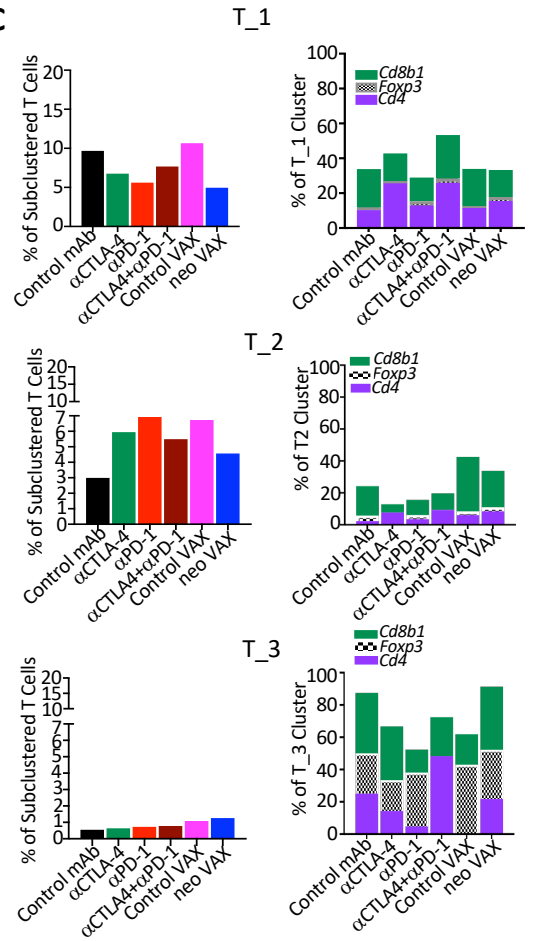 C
T_1
% of Subclustered T Cells
20
15
10
5
0
Control mAb
αCTLA-4
αPD-1
αCTLA4+αPD-1
Control VAX
neo VAX
% of T_1 Cluster
100
80
60
40
20
0
Cd8b1
Foxp3
Cd4
Control mAb
αCTLA-4
αPD-1
αCTLA4+αPD-1
Control VAX
neo VAX
T_2
% of Subclustered T Cells
20
15
10
7
6
5
4
3
2
1
0
Control mAb
αCTLA-4
αPD-1
αCTLA4+αPD-1
Control VAX
neo VAX
% of T2 Cluster
100
80
60
40
20
0
Cd8b1
Foxp3
Cd4
Control mAb
αCTLA-4
αPD-1
αCTLA4+αPD-1
Control VAX
neo VAX
T_3
% of Subclustered T Cells
20
15
10
7
6
5
4
3
2
1
0
Control mAb
αCTLA-4
αPD-1
αCTLA4+αPD-1
Control VAX
neo VAX
% of T_3 Cluster
100
80
60
40
20
0
Cd8b1
Foxp3
Cd4
Control mAb
αCTLA-4
αPD-1
αCTLA4+αPD-1
Control VAX
neo VAX